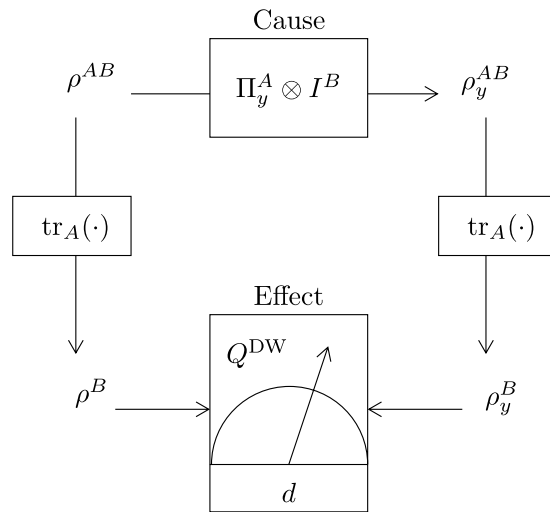 Cause
ρ^{AB} Π_y^A ⊗ I^B ρ_y^{AB}
tr_A(·) tr_A(·)
Effect
Q^{DW}
ρ^B ρ_y^B
d